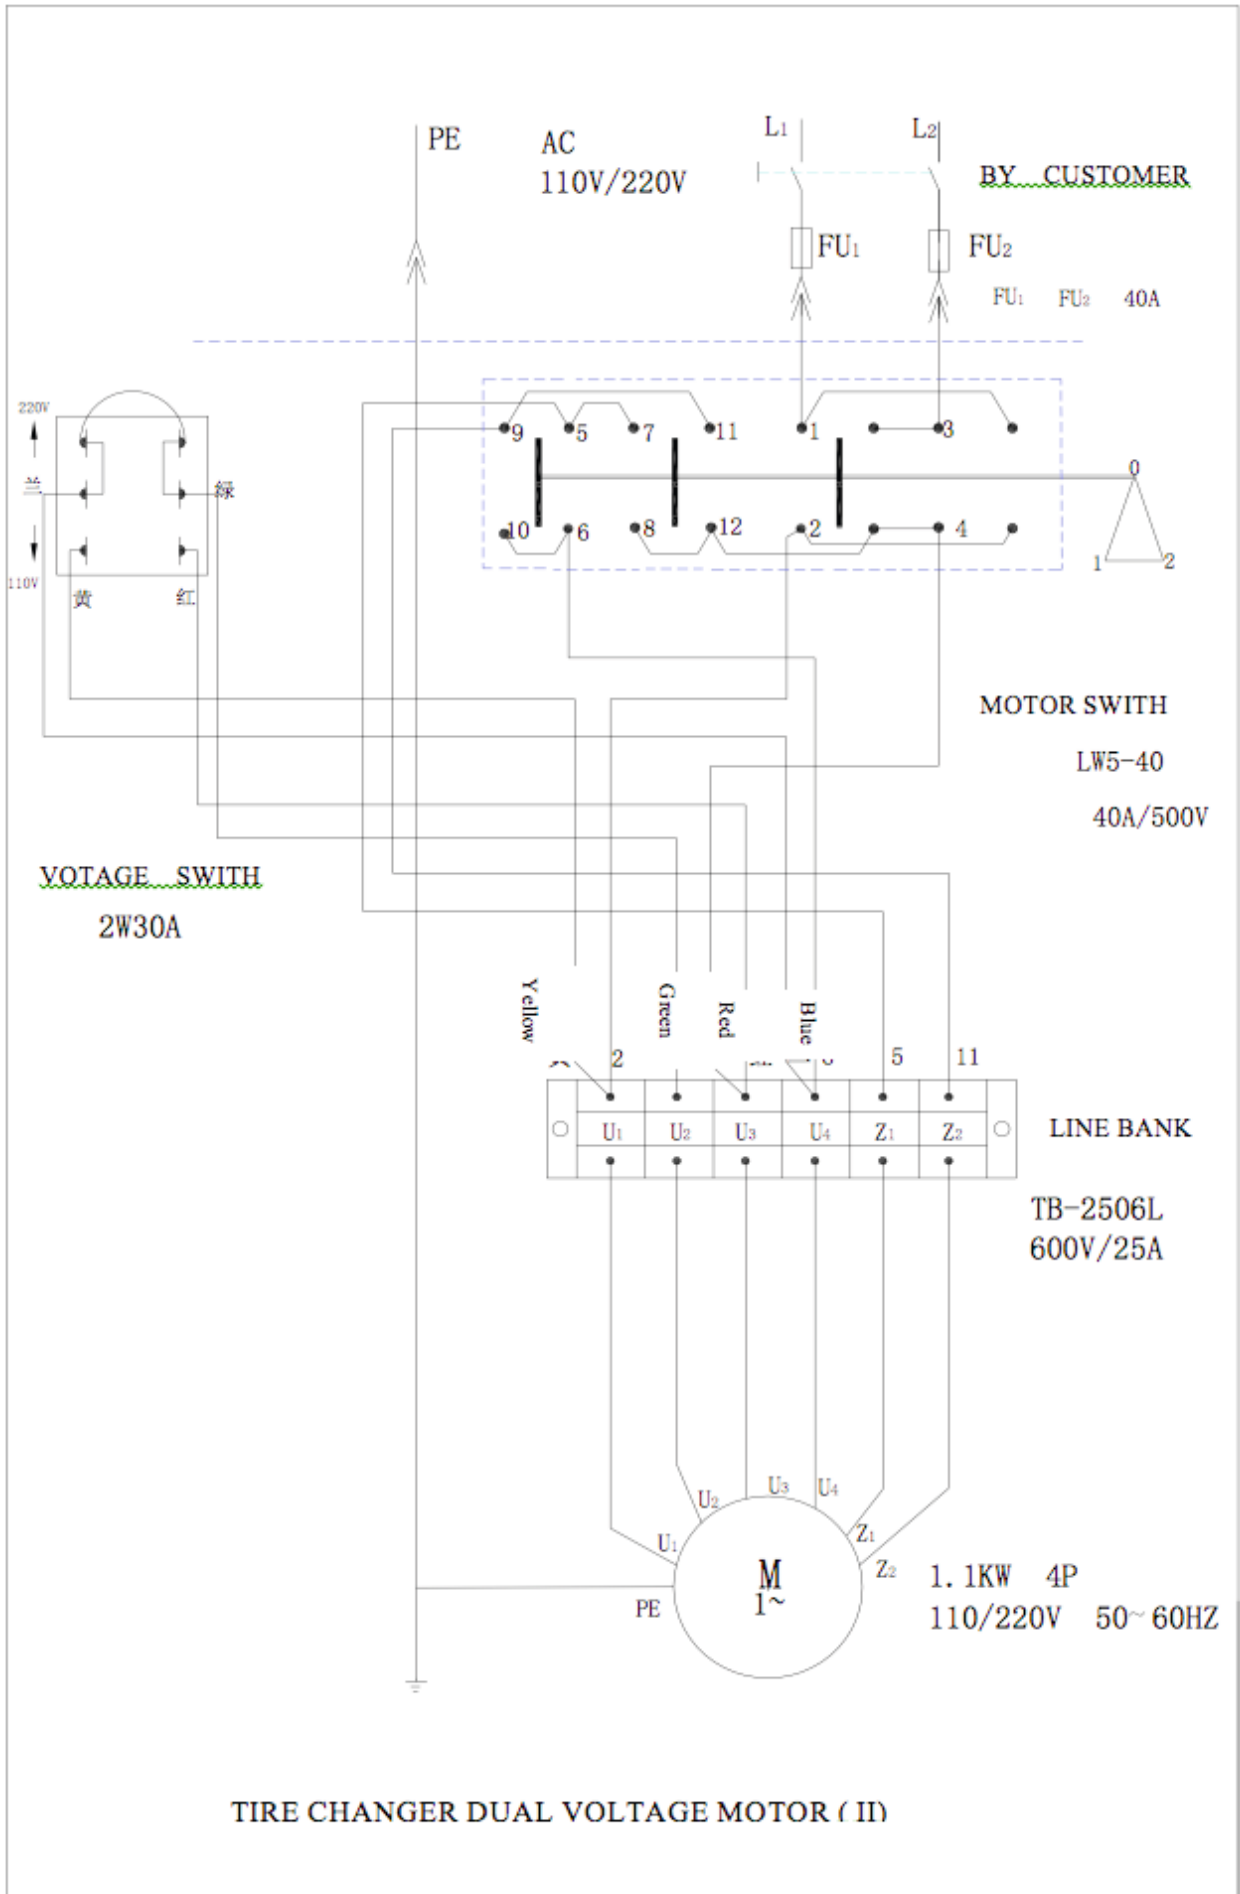 PE
AC
110V/220V
L1
L2
BY CUSTOMER
FU1
FU2
FU1 FU2 40A
220V
兰
绿
110V
黄
红
9 5 7 11 1 3
0
10 6 8 12 2 4
1 2
MOTOR SWITH
LW5-40
40A/500V
VOTAGE SWITH
2W30A
Yellow
Green
Red
Blue
2
5
11
U1 U2 U3 U4 Z1 Z2
LINE BANK
TB-2506L
600V/25A
U1
U2
U3
U4
Z1
Z2
M
1~
PE
1.1KW 4P
110/220V 50~60HZ
TIRE CHANGER DUAL VOLTAGE MOTOR ( II)